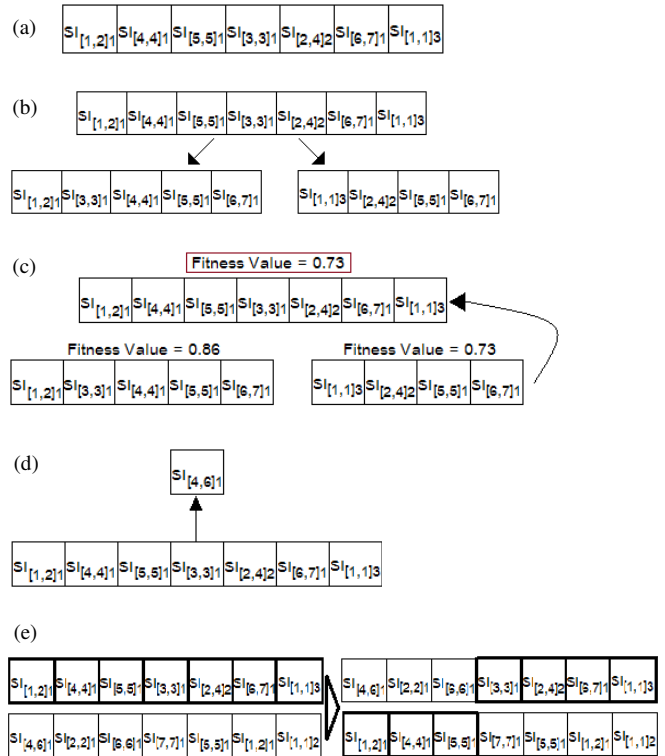 (a)
SI[1,2]1 SI[4,4]1 SI[5,5]1 SI[3,3]1 SI[2,4]2 SI[6,7]1 SI[1,1]3
(b)
SI[1,2]1 SI[4,4]1 SI[5,5]1 SI[3,3]1 SI[2,4]2 SI[6,7]1 SI[1,1]3
SI[1,2]1 SI[3,3]1 SI[4,4]1 SI[5,5]1 SI[6,7]1 SI[1,1]3 SI[2,4]2 SI[5,5]1 SI[6,7]1
(c)
Fitness Value = 0.73
SI[1,2]1 SI[4,4]1 SI[5,5]1 SI[3,3]1 SI[2,4]2 SI[6,7]1 SI[1,1]3
Fitness Value = 0.86 Fitness Value = 0.73
SI[1,2]1 SI[3,3]1 SI[4,4]1 SI[5,5]1 SI[6,7]1 SI[1,1]3 SI[2,4]2 SI[5,5]1 SI[6,7]1
(d)
SI[4,6]1
SI[1,2]1 SI[4,4]1 SI[5,5]1 SI[3,3]1 SI[2,4]2 SI[6,7]1 SI[1,1]3
(e)
SI[1,2]1 SI[4,4]1 SI[5,5]1 SI[3,3]1 SI[2,4]2 SI[6,7]1 SI[1,1]3 SI[4,6]1 SI[2,2]1 SI[6,6]1 SI[3,3]1 SI[2,4]2 SI[6,7]1 SI[1,1]3
SI[4,6]1 SI[2,2]1 SI[6,6]1 SI[7,7]1 SI[5,5]1 SI[1,2]1 SI[1,1]2 SI[1,2]1 SI[4,4]1 SI[5,5]1 SI[7,7]1 SI[5,5]1 SI[1,2]1 SI[1,1]2